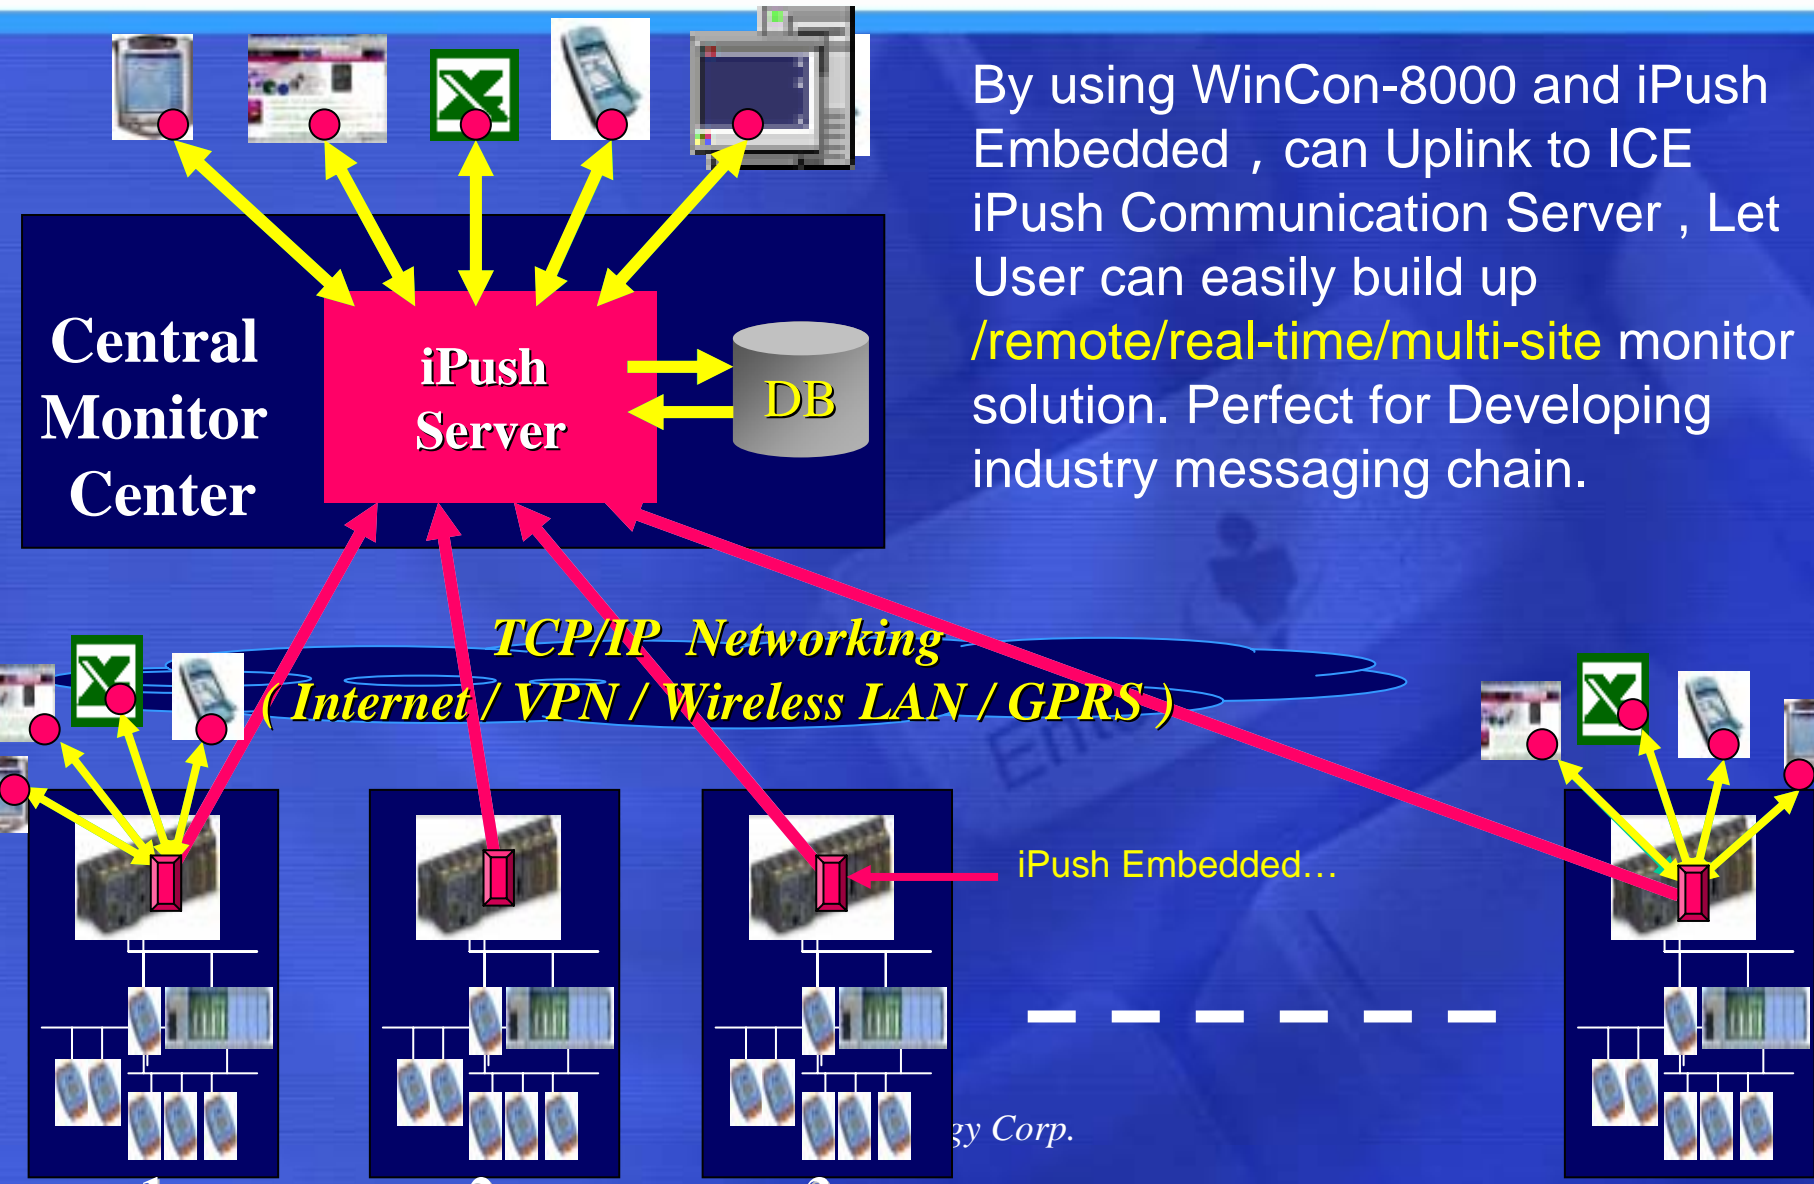 By using WinCon-8000 and iPush
Embedded , can Uplink to ICE
iPush Communication Server , Let
User can easily build up
/remote/real-time/multi-site monitor
solution. Perfect for Developing
industry messaging chain.
Central
Monitor
Center
iPush
Server
DB
TCP/IP Networking
( Internet / VPN / Wireless LAN / GPRS )
iPush Embedded…
Corp.